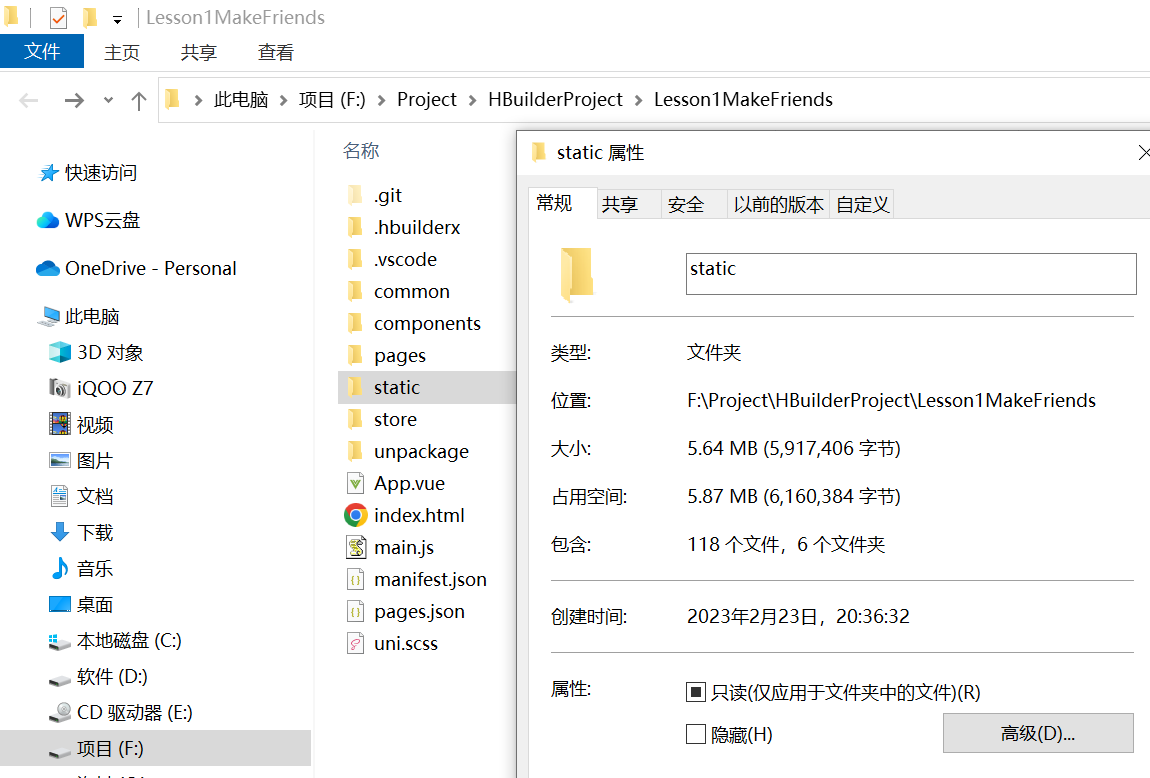 Lesson1MakeFriends
文件 主页 共享 查看
此电脑 项目 (F:) Project HBuilderProject Lesson1MakeFriends
快速访问
WPS云盘
OneDrive - Personal
此电脑
3D 对象
iQOO Z7
视频
图片
文档
下载
音乐
桌面
本地磁盘 (C:)
软件 (D:)
CD 驱动器 (E:)
项目 (F:)
名称
.git
.hbuilderx
.vscode
common
components
pages
static
store
unpackage
App.vue
index.html
main.js
manifest.json
pages.json
uni.scss
static 属性
常规 共享 安全 以前的版本 自定义
static
类型: 文件夹
位置: F:\Project\HBuilderProject\Lesson1MakeFriends
大小: 5.64 MB (5,917,406 字节)
占用空间: 5.87 MB (6,160,384 字节)
包含: 118 个文件，6 个文件夹
创建时间: 2023年2月23日，20:36:32
属性: 只读(仅应用于文件夹中的文件)(R)
隐藏(H) 高级(D)...